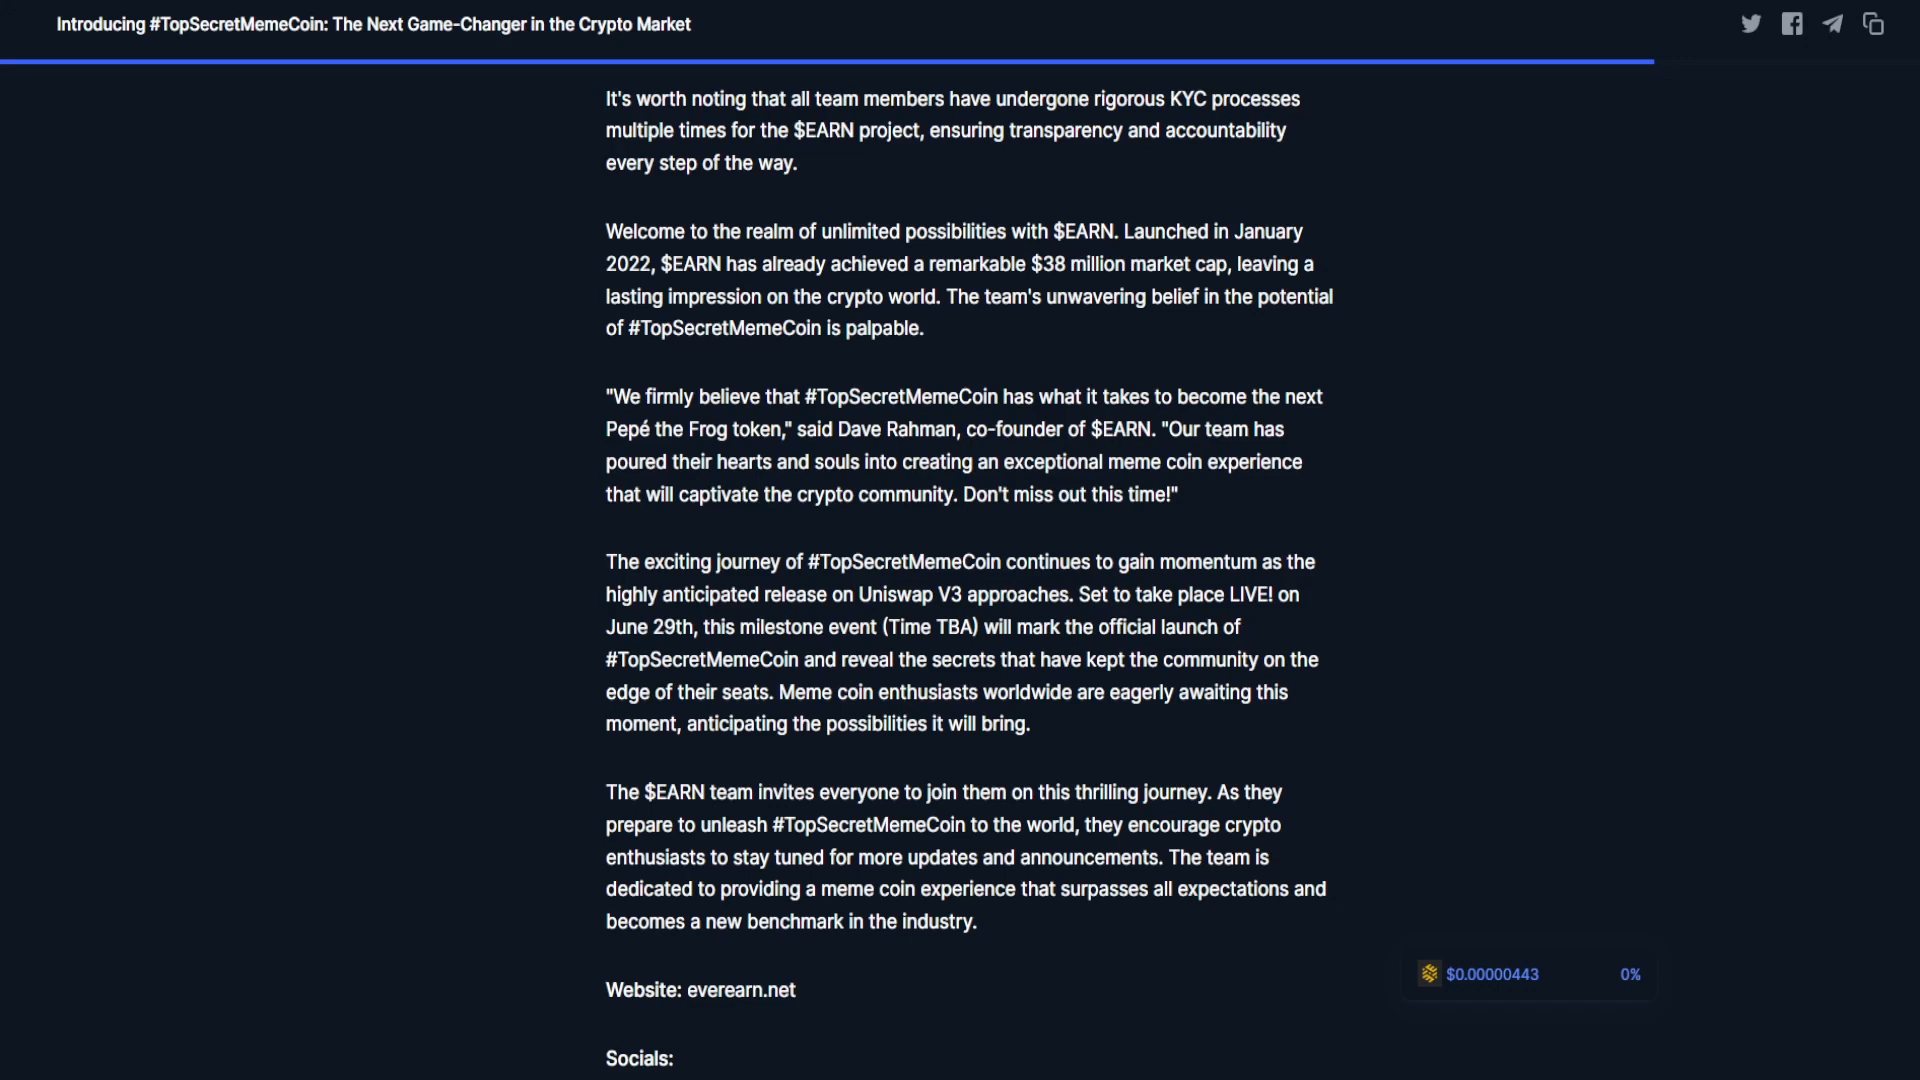 Introducing #TopSecretMemeCoin: The Next Game-Changer in the Crypto Market
It's worth noting that all team members have undergone rigorous KYC processes
multiple times for the $EARN project, ensuring transparency and accountability
every step of the way.
Welcome to the realm of unlimited possibilities with $EARN. Launched in January
2022, $EARN has already achieved a remarkable $38 million market cap, leaving a
lasting impression on the crypto world. The team's unwavering belief in the potential
of #TopSecretMemeCoin is palpable.
"We firmly believe that #TopSecretMemeCoin has what it takes to become the next
Pepé the Frog token," said Dave Rahman, co-founder of $EARN. "Our team has
poured their hearts and souls into creating an exceptional meme coin experience
that will captivate the crypto community. Don't miss out this time!"
The exciting journey of #TopSecretMemeCoin continues to gain momentum as the
highly anticipated release on Uniswap V3 approaches. Set to take place LIVE! on
June 29th, this milestone event (Time TBA) will mark the official launch of
#TopSecretMemeCoin and reveal the secrets that have kept the community on the
edge of their seats. Meme coin enthusiasts worldwide are eagerly awaiting this
moment, anticipating the possibilities it will bring.
The $EARN team invites everyone to join them on this thrilling journey. As they
prepare to unleash #TopSecretMemeCoin to the world, they encourage crypto
enthusiasts to stay tuned for more updates and announcements. The team is
dedicated to providing a meme coin experience that surpasses all expectations and
becomes a new benchmark in the industry.
$0.00000443 0%
Website: everearn.net
Socials: